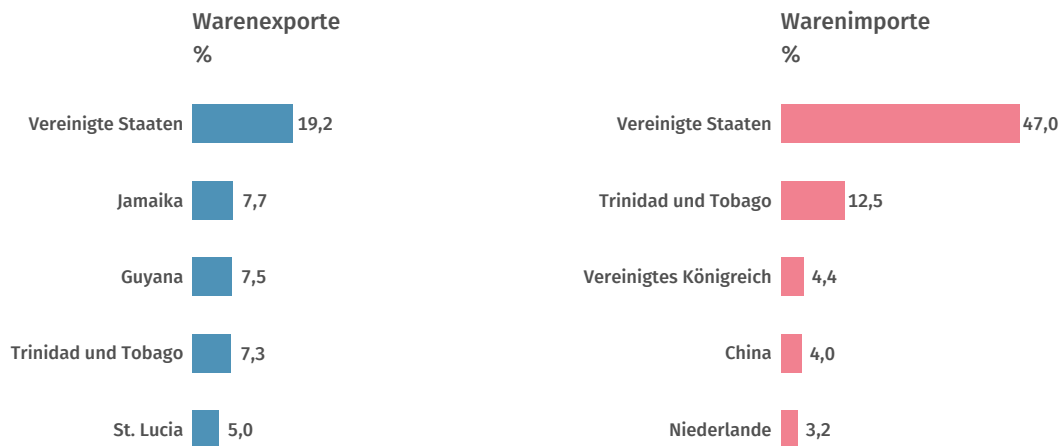 Warenexporte
%
Vereinigte Staaten 19,2
Jamaika 7,7
Guyana 7,5
Trinidad und Tobago 7,3
St. Lucia 5,0
Warenimporte
%
Vereinigte Staaten 47,0
Trinidad und Tobago 12,5
Vereinigtes Königreich 4,4
China 4,0
Niederlande 3,2